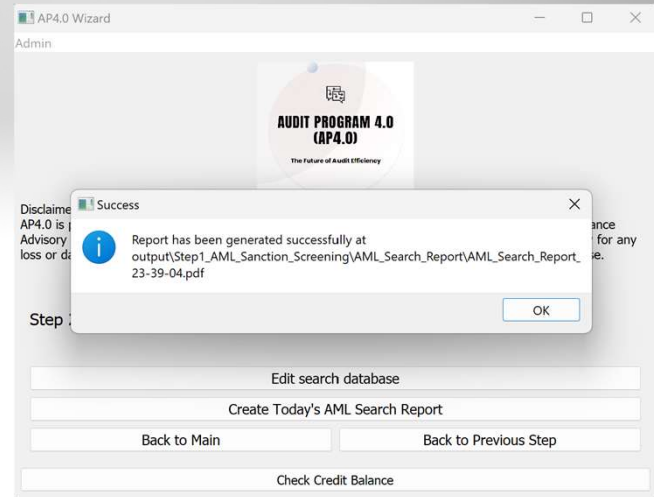 AP4.0 Wizard
Admin
AUDIT PROGRAM 4.0
(AP4.0)
The Future of Audit Efficiency
Disclaime
AP4.0 is
ance
Advisory
for any
loss or da
se.
Success
Report has been generated successfully at
output\Step1_AML_Sanction_Screening\AML_Search_Report\AML_Search_Report_
23-39-04.pdf
OK
Step
Edit search database
Create Today's AML Search Report
Back to Main
Back to Previous Step
Check Credit Balance